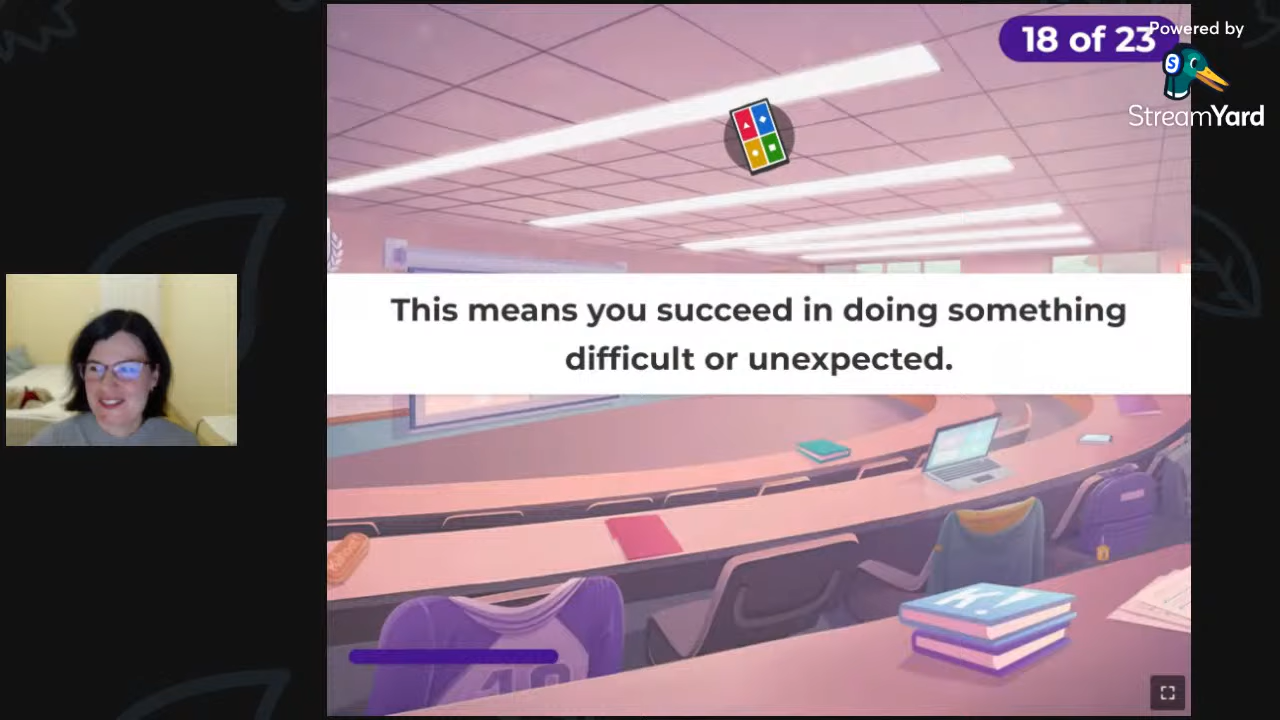 18 of 23
Powered by
S
StreamYard
This means you succeed in doing something
difficult or unexpected.
K!